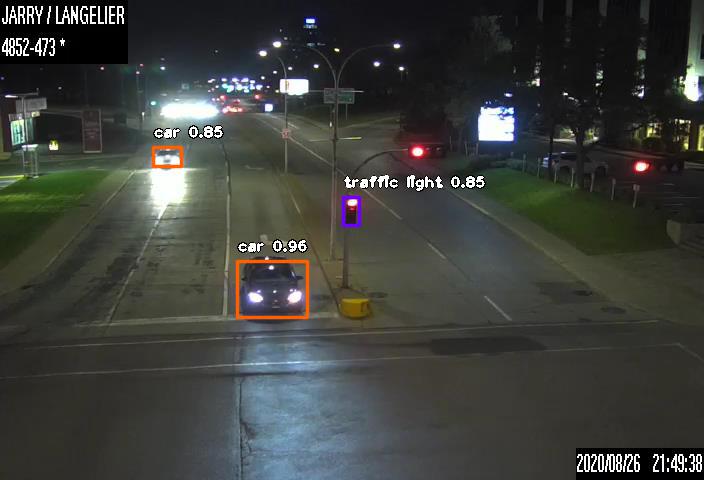 JARRY / LANGELIER
4852-473 *
car 0.85
traffic light 0.85
car 0.96
2020/08/26 21:49:38